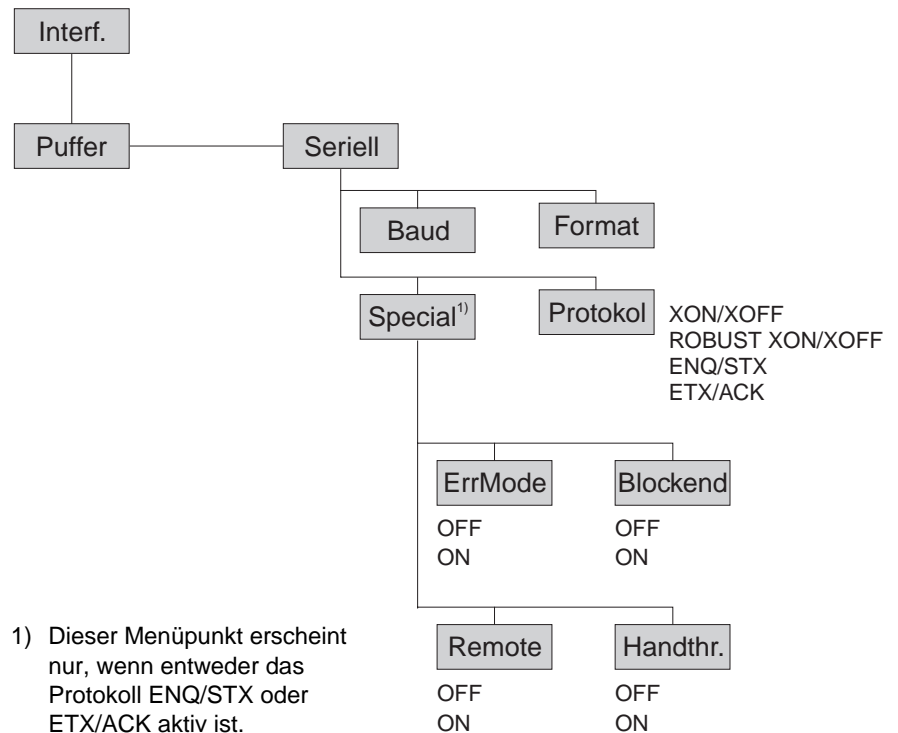 Interf.
Puffer
Seriell
Baud
Format
Special1)
Protokol
XON/XOFF
ROBUST XON/XOFF
ENQ/STX
ETX/ACK
ErrMode
Blockend
OFF
ON
OFF
ON
Remote
Handthr.
OFF
ON
OFF
ON
1) Dieser Menüpunkt erscheint
nur, wenn entweder das
Protokoll ENQ/STX oder
ETX/ACK aktiv ist.